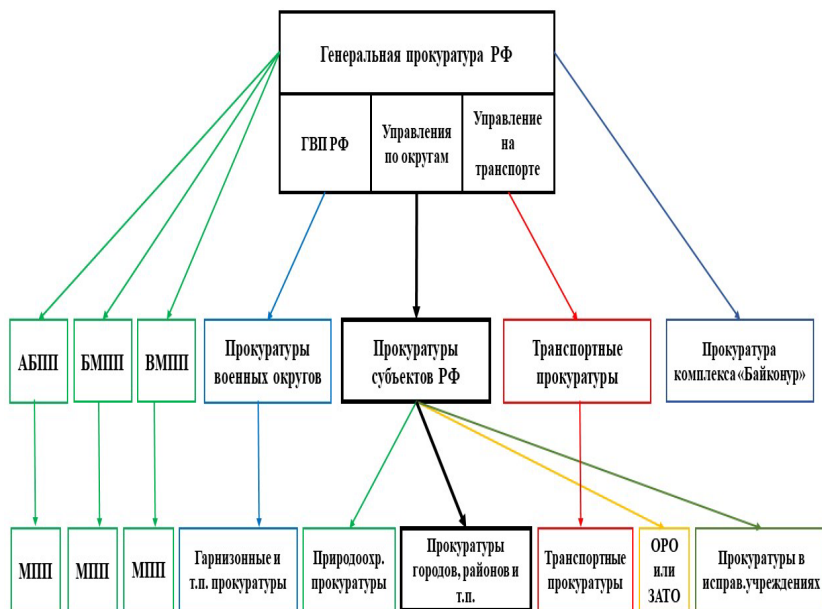 Генеральная прокуратура РФ
ГВП РФ
Управления
по округам
Управление
на
транспорте
АБПП
БМПП
ВМПП
Прокуратуры
военных округов
Прокуратуры
субъектов РФ
Транспортные
прокуратуры
Прокуратура
комплекса «Байконур»
МПП
МПП
МПП
Гарнизонные и
т.п. прокуратуры
Природоохр.
прокуратуры
Прокуратуры
городов, районов и
т.п.
Транспортные
прокуратуры
ОРО
или
ЗАТО
Прокуратуры в
исправ.учреждениях